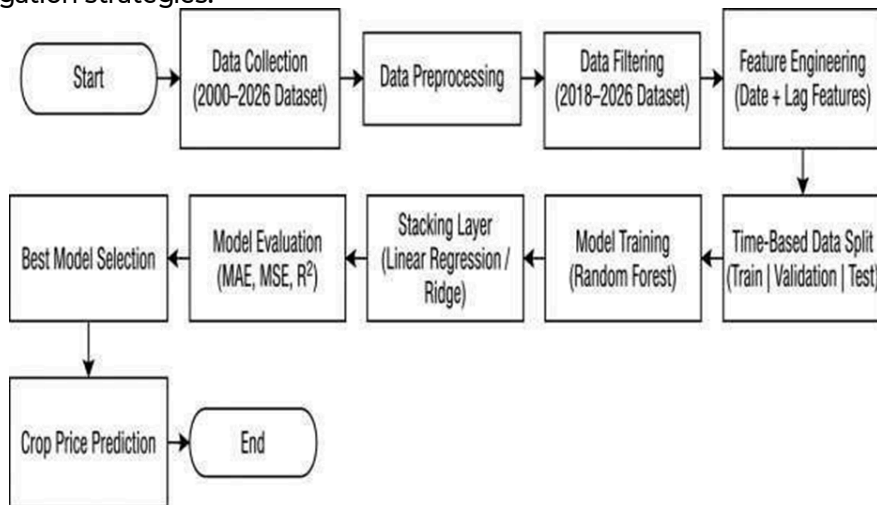 gation strategies.
Start
Data Collection
(2000–2026 Dataset)
Data Preprocessing
Data Filtering
(2018–2026 Dataset)
Feature Engineering
(Date + Lag Features)
Best Model Selection
Model Evaluation
(MAE, MSE, R²)
Stacking Layer
(Linear Regression /
Ridge)
Model Training
(Random Forest)
Time-Based Data Split
(Train | Validation | Test)
Crop Price Prediction
End